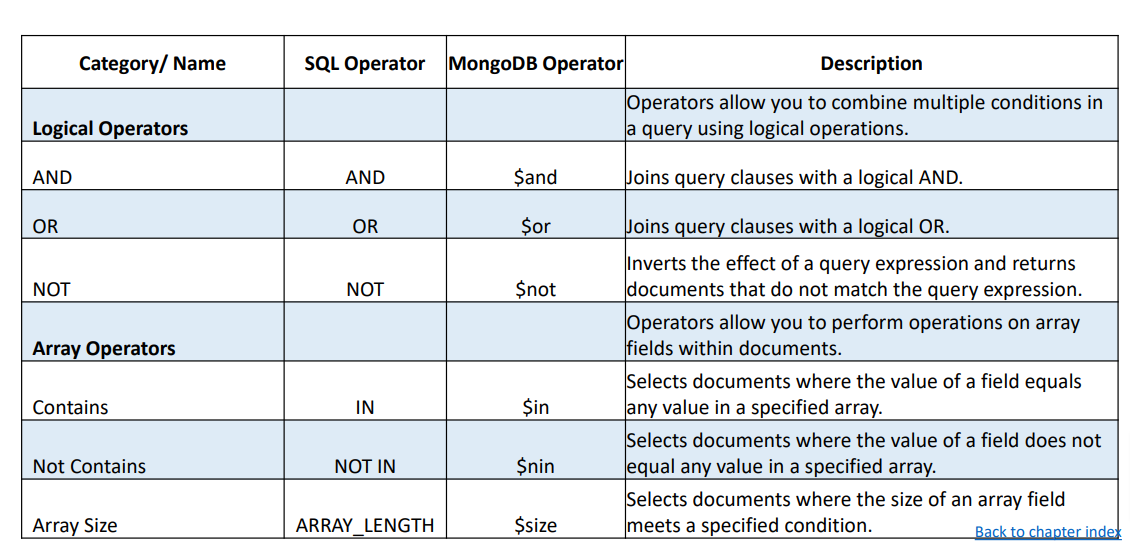 Category/ Name SQL Operator MongoDB Operator Description
Operators allow you to combine multiple conditions in
Logical Operators a query using logical operations.
AND AND $and Joins query clauses with a logical AND.
OR OR $or Joins query clauses with a logical OR.
Inverts the effect of a query expression and returns
NOT NOT $not documents that do not match the query expression.
Operators allow you to perform operations on array
Array Operators fields within documents.
Selects documents where the value of a field equals
Contains IN $in any value in a specified array.
Selects documents where the value of a field does not
Not Contains NOT IN $nin equal any value in a specified array.
Selects documents where the size of an array field
Array Size ARRAY_LENGTH $size meets a specified condition.
Back to chapter index